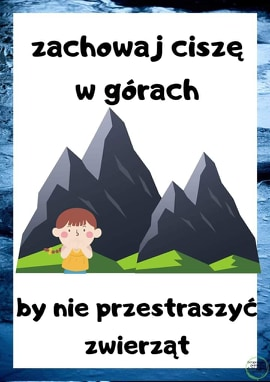 zachowaj ciszę
w górach
by nie przestraszyć
zwierząt